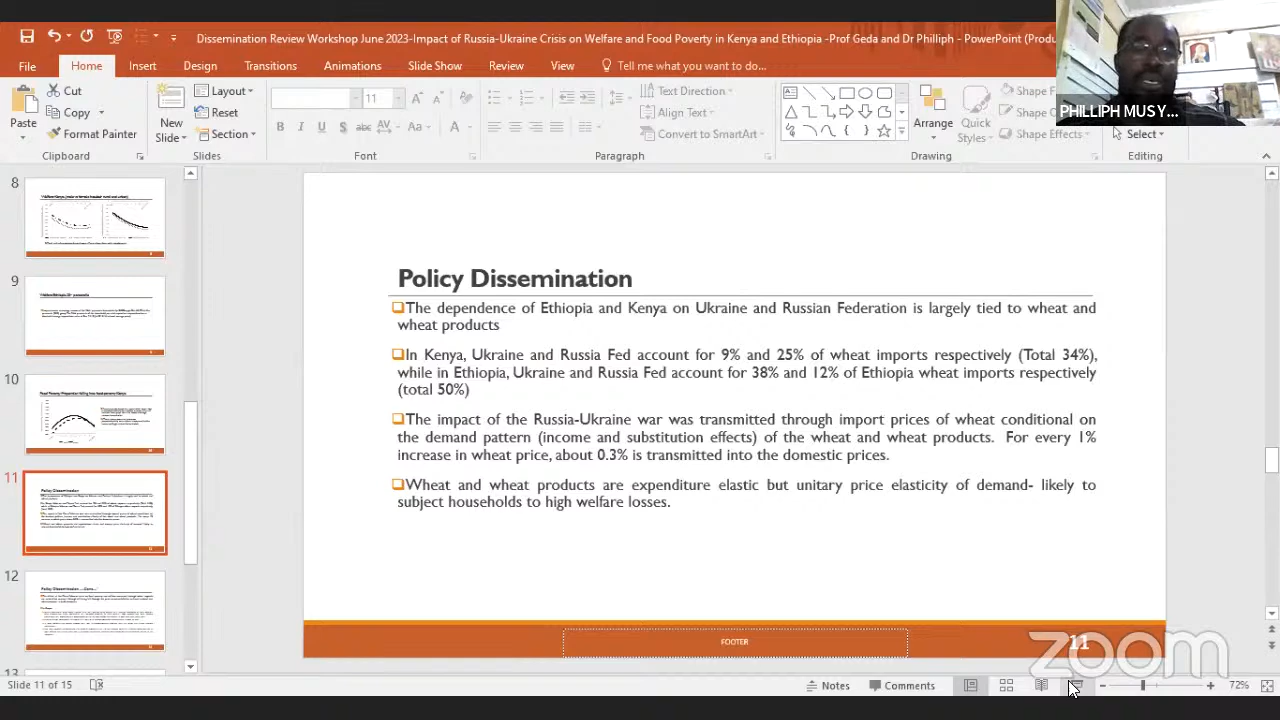 Dissemination Review Workshop June 2023-Impact of Russia-Ukraine Crisis on Welfare and Food Poverty in Kenya and Ethiopia -Prof Geda and Dr Philliph - PowerPoint (Produ
File Home Insert Design Transitions Animations Slide Show Review View Tell me what you want to do...
Paste
Cut
Copy
Format Painter
Clipboard
New
Slide
Layout
Reset
Section
Slides
11
Font
Text Direction
Align Text
Convert to SmartArt
Paragraph
Arrange
Quick
Styles
Shape F
Shape O
Shape Effects
Drawing
Select
Editing
PHILLIPH MUSY...
8
9
10
11
12
Policy Dissemination
The dependence of Ethiopia and Kenya on Ukraine and Russian Federation is largely tied to wheat and
wheat products
In Kenya, Ukraine and Russia Fed account for 9% and 25% of wheat imports respectively (Total 34%),
while in Ethiopia, Ukraine and Russia Fed account for 38% and 12% of Ethiopia wheat imports respectively
(total 50%)
The impact of the Russia-Ukraine war was transmitted through import prices of wheat conditional on
the demand pattern (income and substitution effects) of the wheat and wheat products. For every 1%
increase in wheat price, about 0.3% is transmitted into the domestic prices.
Wheat and wheat products are expenditure elastic but unitary price elasticity of demand- likely to
subject households to high welfare losses.
FOOTER
11
zoom
Slide 11 of 15
Notes
Comments
72%